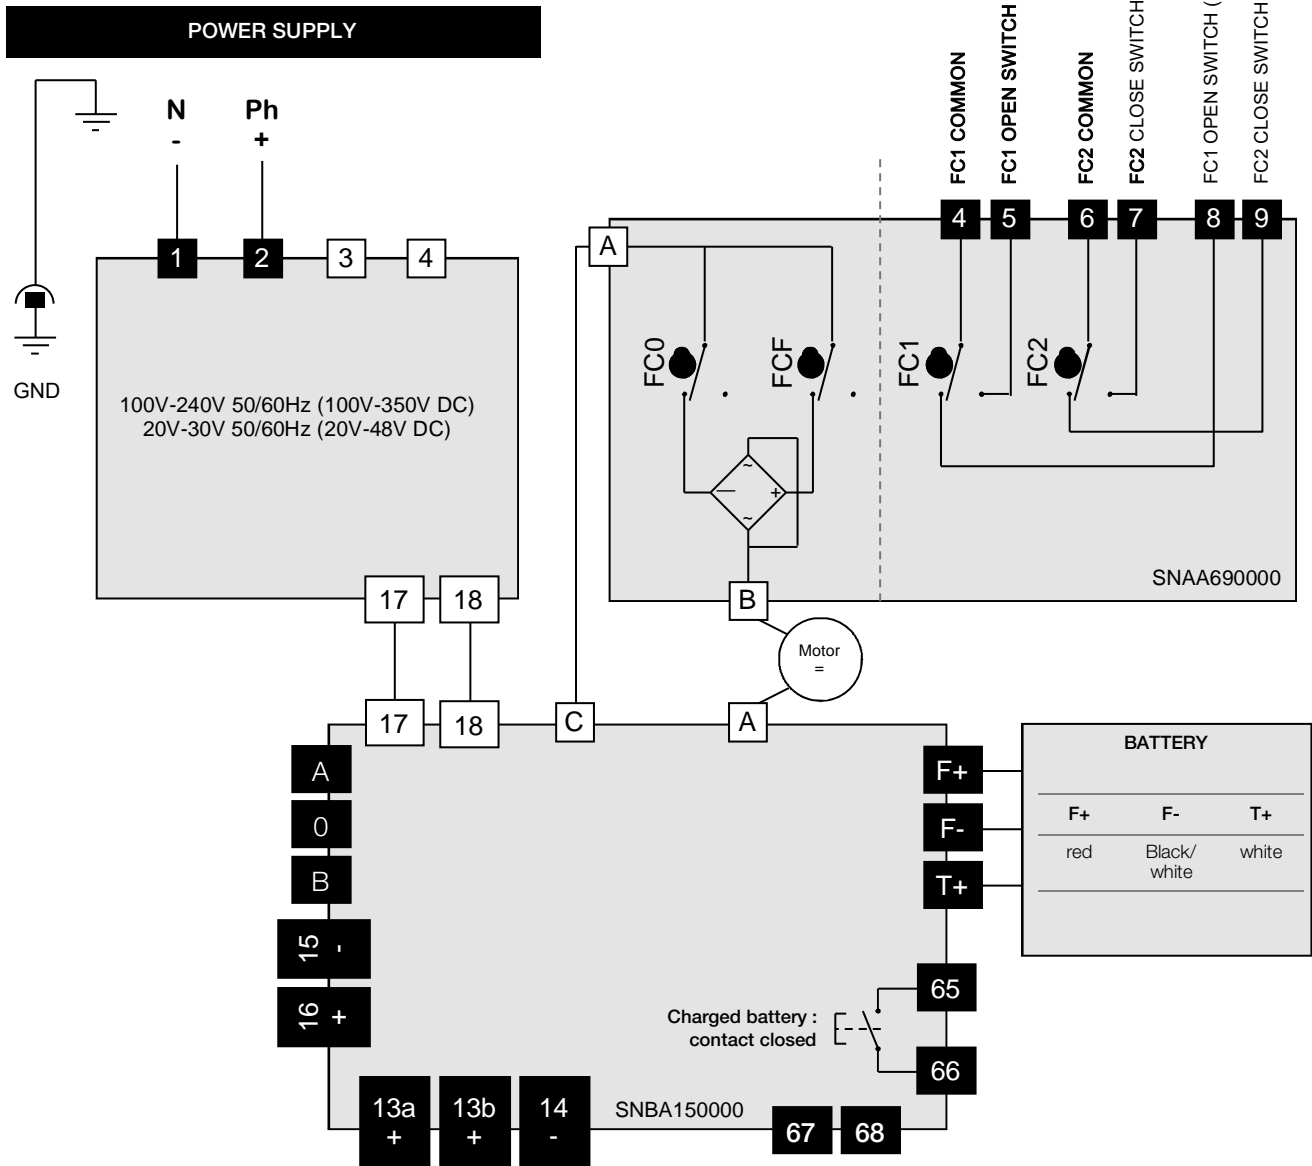 POWER SUPPLY
N
-
Ph
+
GND
1
2
3
4
100V-240V 50/60Hz (100V-350V DC)
20V-30V 50/60Hz (20V-48V DC)
17
18
FC1 COMMON
FC1 OPEN SWITCH
FC2 COMMON
FC2 CLOSE SWITCH
FC1 OPEN SWITCH (
FC2 CLOSE SWITCH
4
5
6
7
8
9
A
FC0
FCF
FC1
FC2
~
—
+
~
SNAA690000
B
Motor
=
17
18
C
A
A
0
B
15 -
16 +
F+
F-
T+
BATTERY
F+ F- T+
red Black/ white
white
65
Charged battery :
contact closed
66
13a
+
13b
+
14
-
SNBA150000
67
68